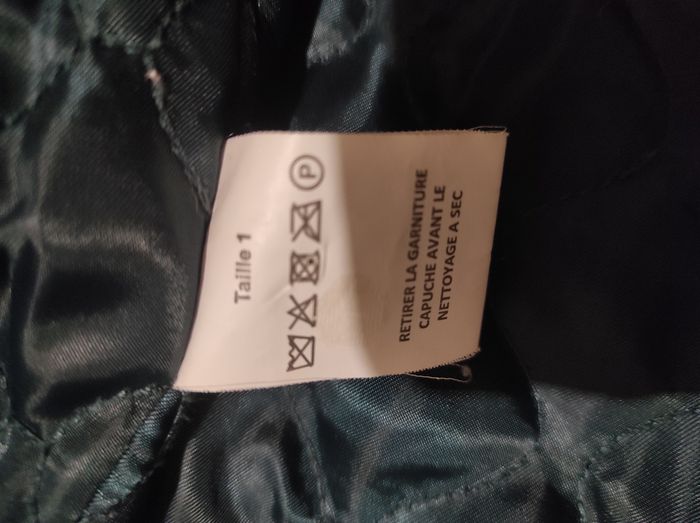 Taille 1
P
RETIRER LA GARNITURE
CAPUCHE AVANT LE
NETTOYAGE A SEC